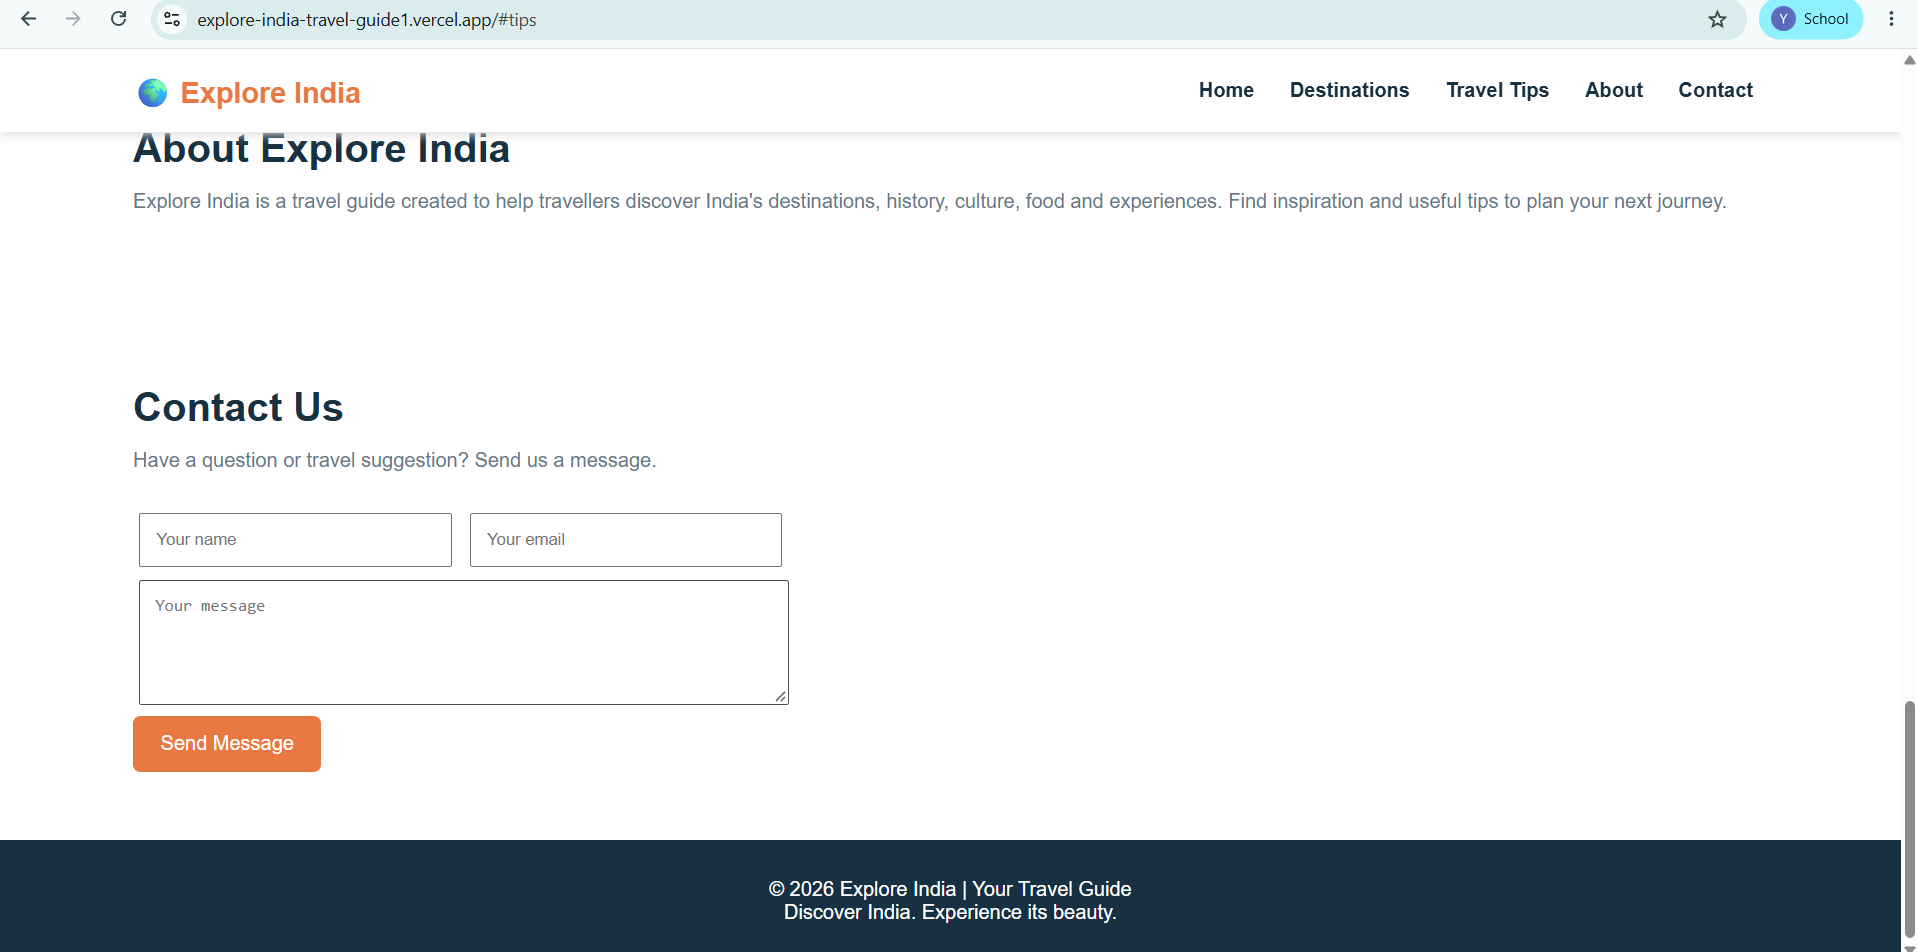 explore-india-travel-guide1.vercel.app/#tips
Y School
Explore India
Home Destinations Travel Tips About Contact
About Explore India
Explore India is a travel guide created to help travellers discover India's destinations, history, culture, food and experiences. Find inspiration and useful tips to plan your next journey.
Contact Us
Have a question or travel suggestion? Send us a message.
Your name Your email
Your message
Send Message
© 2026 Explore India | Your Travel Guide
Discover India. Experience its beauty.